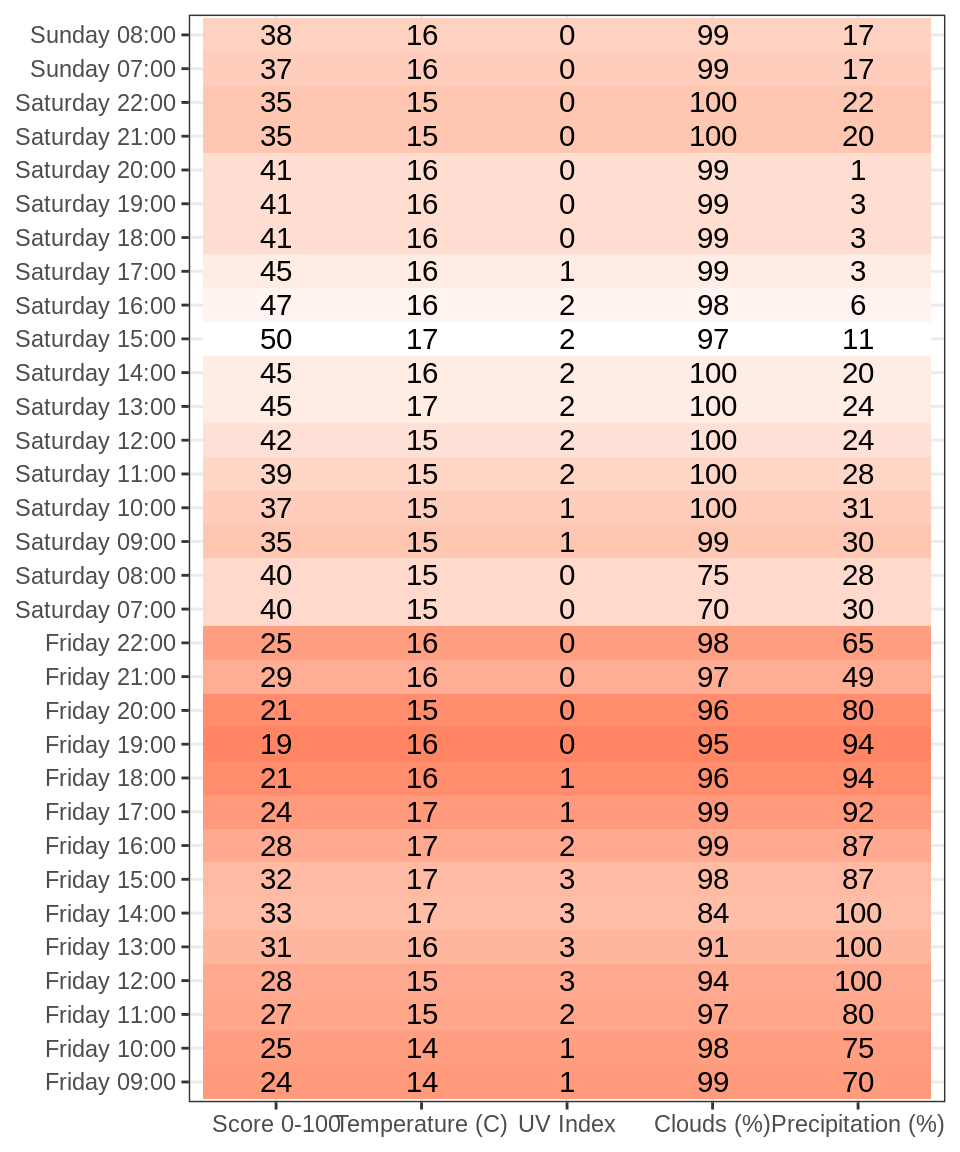 Sunday 08:00 38 16 0 99 17
Sunday 07:00 37 16 0 99 17
Saturday 22:00 35 15 0 100 22
Saturday 21:00 35 15 0 100 20
Saturday 20:00 41 16 0 99 1
Saturday 19:00 41 16 0 99 3
Saturday 18:00 41 16 0 99 3
Saturday 17:00 45 16 1 99 3
Saturday 16:00 47 16 2 98 6
Saturday 15:00 50 17 2 97 11
Saturday 14:00 45 16 2 100 20
Saturday 13:00 45 17 2 100 24
Saturday 12:00 42 15 2 100 24
Saturday 11:00 39 15 2 100 28
Saturday 10:00 37 15 1 100 31
Saturday 09:00 35 15 1 99 30
Saturday 08:00 40 15 0 75 28
Saturday 07:00 40 15 0 70 30
Friday 22:00 25 16 0 98 65
Friday 21:00 29 16 0 97 49
Friday 20:00 21 15 0 96 80
Friday 19:00 19 16 0 95 94
Friday 18:00 21 16 1 96 94
Friday 17:00 24 17 1 99 92
Friday 16:00 28 17 2 99 87
Friday 15:00 32 17 3 98 87
Friday 14:00 33 17 3 84 100
Friday 13:00 31 16 3 91 100
Friday 12:00 28 15 3 94 100
Friday 11:00 27 15 2 97 80
Friday 10:00 25 14 1 98 75
Friday 09:00 24 14 1 99 70
Score 0-100 Temperature (C) UV Index Clouds (%) Precipitation (%)